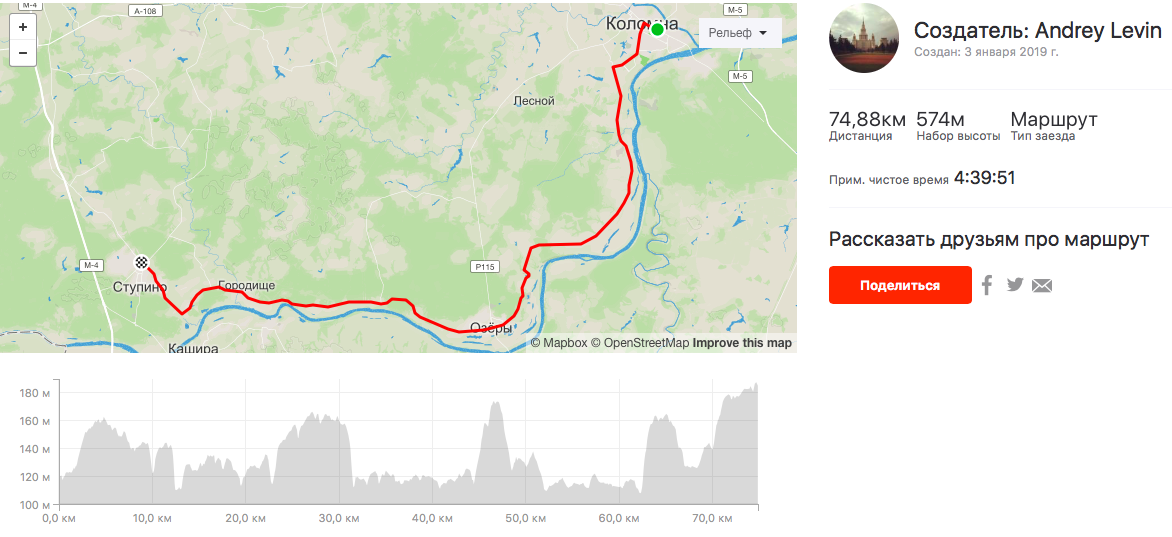 M-4
A-108
M-5
+
−
Коломна
Рельеф
M-5
Лесной
M-4
P115
Ступино
Городище
Озёры
Кашира
© Mapbox © OpenStreetMap Improve this map
Создатель: Andrey Levin
Создан: 3 января 2019 г.
74,88км 574м Маршрут
Дистанция Набор высоты Тип заезда
Прим. чистое время 4:39:51
Рассказать друзьям про маршрут
Поделиться
180 м
160 м
140 м
120 м
100 м
0,0 км 10,0 км 20,0 км 30,0 км 40,0 км 50,0 км 60,0 км 70,0 км